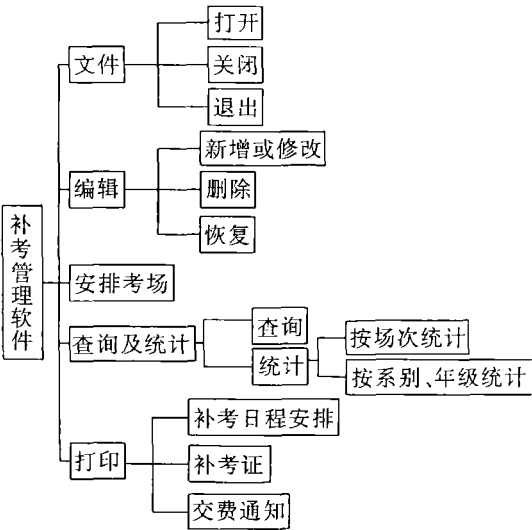 补考管理软件
文件
打开
关闭
退出
编辑
新增或修改
删除
恢复
安排考场
查询及统计
查询
统计
按场次统计
按系别、年级统计
打印
补考日程安排
补考证
交费通知